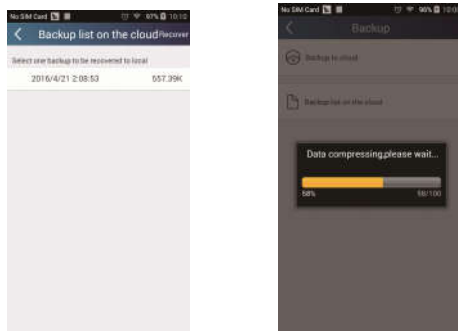 No SIM Card 97% 10:10
Backup list on the cloud Recover
Select one backup to be recovered to local
2016/4/21 2:08:53 657.39K
No SIM Card 96% 10:08
Backup
Backup to cloud
Backup list on the cloud
Data compressing,please wait...
58% 58/100